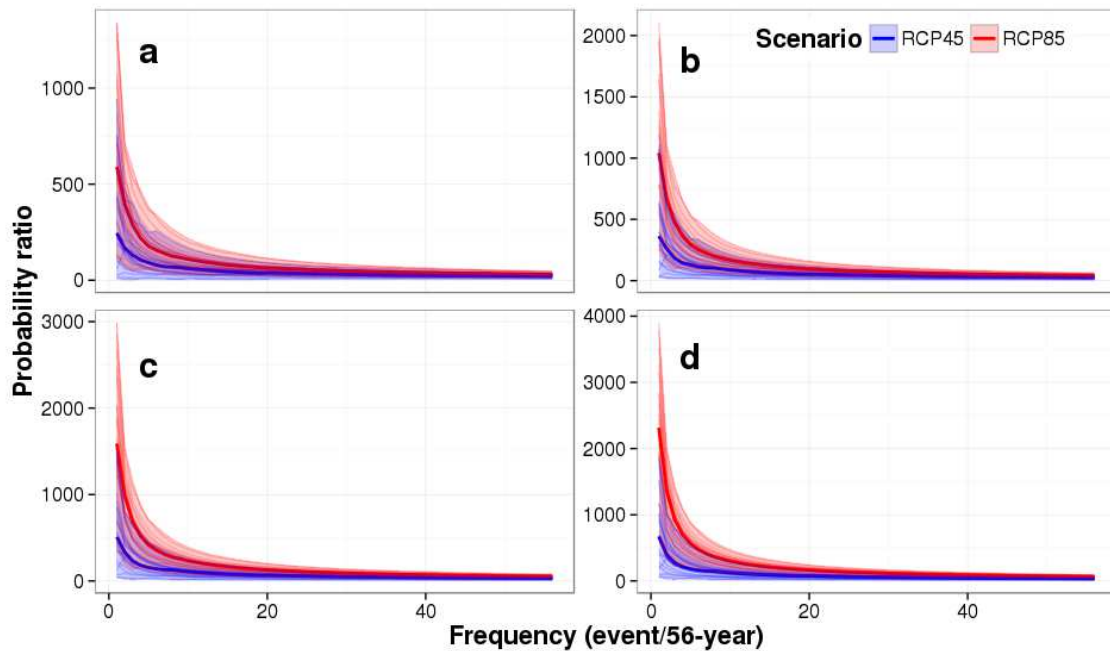 Scenario RCP45 RCP85
a
b
1000
500
0
2000
1500
1000
500
0
Probability ratio
c
d
3000
2000
1000
0
4000
3000
2000
1000
0
0 20 40
0 20 40
Frequency (event/56-year)